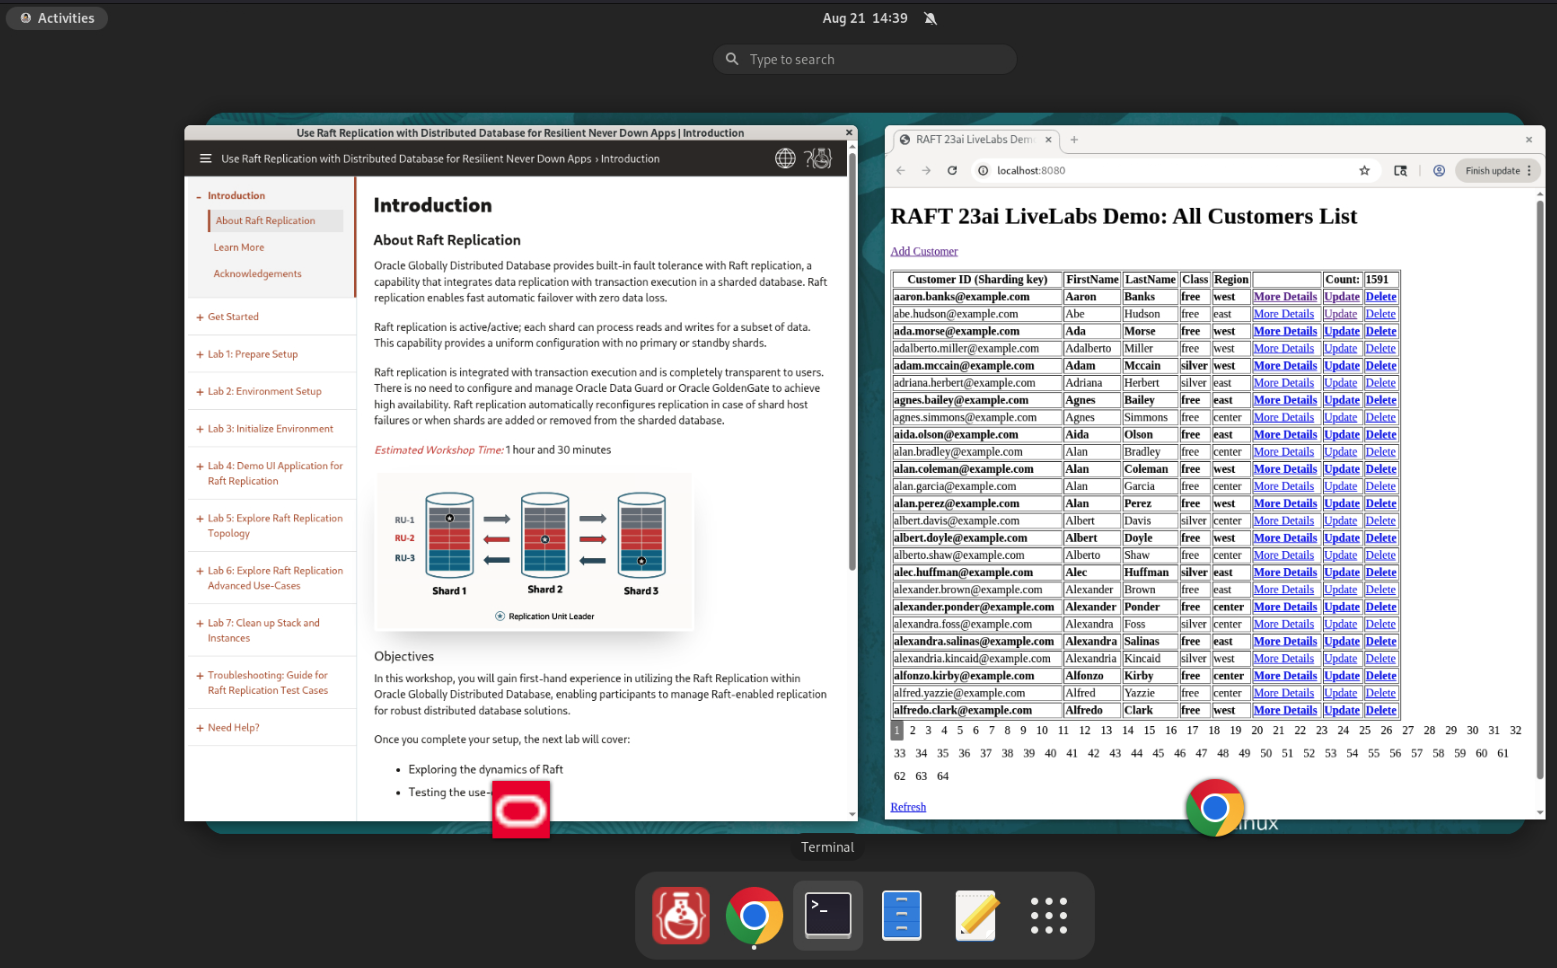 Activities
Aug 21 14:39
Type to search
Use Raft Replication with Distributed Database for Resilient Never Down Apps | Introduction
Use Raft Replication with Distributed Database for Resilient Never Down Apps › Introduction
- Introduction
About Raft Replication
Learn More
Acknowledgements
+ Get Started
+ Lab 1: Prepare Setup
+ Lab 2: Environment Setup
+ Lab 3: Initialize Environment
+ Lab 4: Demo UI Application for
Raft Replication
+ Lab 5: Explore Raft Replication
Topology
+ Lab 6: Explore Raft Replication
Advanced Use-Cases
+ Lab 7: Clean up Stack and
Instances
+ Troubleshooting: Guide for
Raft Replication Test Cases
+ Need Help?
Introduction
About Raft Replication
Oracle Globally Distributed Database provides built-in fault tolerance with Raft replication, a
capability that integrates data replication with transaction execution in a sharded database. Raft
replication enables fast automatic failover with zero data loss.
Raft replication is active/active; each shard can process reads and writes for a subset of data.
This capability provides a uniform configuration with no primary or standby shards.
Raft replication is integrated with transaction execution and is completely transparent to users.
There is no need to configure and manage Oracle Data Guard or Oracle GoldenGate to achieve
high availability. Raft replication automatically reconfigures replication in case of shard host
failures or when shards are added or removed from the sharded database.
Estimated Workshop Time: 1 hour and 30 minutes
RU-1
RU-2
RU-3
Shard 1 Shard 2 Shard 3
Replication Unit Leader
Objectives
In this workshop, you will gain first-hand experience in utilizing the Raft Replication within
Oracle Globally Distributed Database, enabling participants to manage Raft-enabled replication
for robust distributed database solutions.
Once you complete your setup, the next lab will cover:
• Exploring the dynamics of Raft
• Testing the use-
RAFT 23ai LiveLabs Dem
localhost:8080
Finish update
RAFT 23ai LiveLabs Demo: All Customers List
Add Customer
Customer ID (Sharding key) FirstName LastName Class Region Count: 1591
aaron.banks@example.com Aaron Banks free west More Details Update Delete
abe.hudson@example.com Abe Hudson free east More Details Update Delete
ada.morse@example.com Ada Morse free west More Details Update Delete
adalberto.miller@example.com Adalberto Miller free west More Details Update Delete
adam.mccain@example.com Adam Mccain silver west More Details Update Delete
adriana.herbert@example.com Adriana Herbert silver east More Details Update Delete
agnes.bailey@example.com Agnes Bailey free east More Details Update Delete
agnes.simmons@example.com Agnes Simmons free center More Details Update Delete
aida.olson@example.com Aida Olson free east More Details Update Delete
alan.bradley@example.com Alan Bradley free center More Details Update Delete
alan.coleman@example.com Alan Coleman free west More Details Update Delete
alan.garcia@example.com Alan Garcia free center More Details Update Delete
alan.perez@example.com Alan Perez free west More Details Update Delete
albert.davis@example.com Albert Davis silver center More Details Update Delete
albert.doyle@example.com Albert Doyle free west More Details Update Delete
alberto.shaw@example.com Alberto Shaw free center More Details Update Delete
alec.huffman@example.com Alec Huffman silver east More Details Update Delete
alexander.brown@example.com Alexander Brown free east More Details Update Delete
alexander.ponder@example.com Alexander Ponder free center More Details Update Delete
alexandra.foss@example.com Alexandra Foss silver center More Details Update Delete
alexandra.salinas@example.com Alexandra Salinas free east More Details Update Delete
alexandria.kincaid@example.com Alexandria Kincaid silver west More Details Update Delete
alfonzo.kirby@example.com Alfonzo Kirby free center More Details Update Delete
alfred.yazzie@example.com Alfred Yazzie free center More Details Update Delete
alfredo.clark@example.com Alfredo Clark free west More Details Update Delete
1 2 3 4 5 6 7 8 9 10 11 12 13 14 15 16 17 18 19 20 21 22 23 24 25 26 27 28 29 30 31 32
33 34 35 36 37 38 39 40 41 42 43 44 45 46 47 48 49 50 51 52 53 54 55 56 57 58 59 60 61
62 63 64
Refresh
Terminal